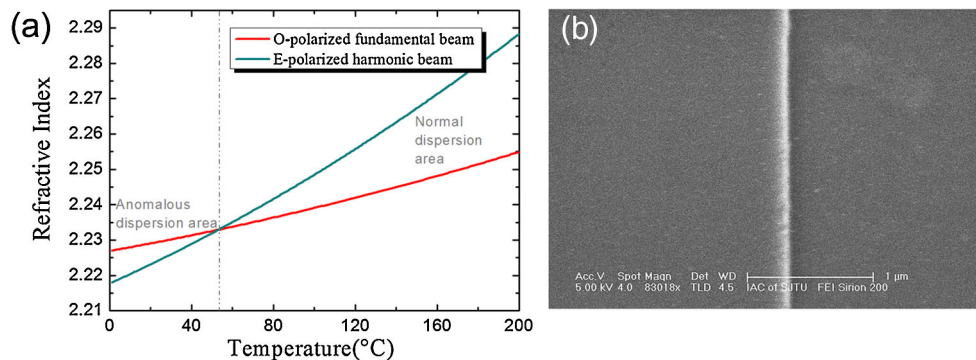 (a)
2.29
2.28
2.27
2.26
2.25
2.24
2.23
2.22
2.21
Refractive Index
O-polarized fundamental beam
E-polarized harmonic beam
Normal
dispersion
area
Anomalous
dispersion area
0
40
80
120
160
200
Temperature(°C)
(b)
Acc.V Spot Magn Det WD 1 µm
5.00 kV 4.0 83018x TLD 4.5 IAC of SJTU FEI Sirion 200